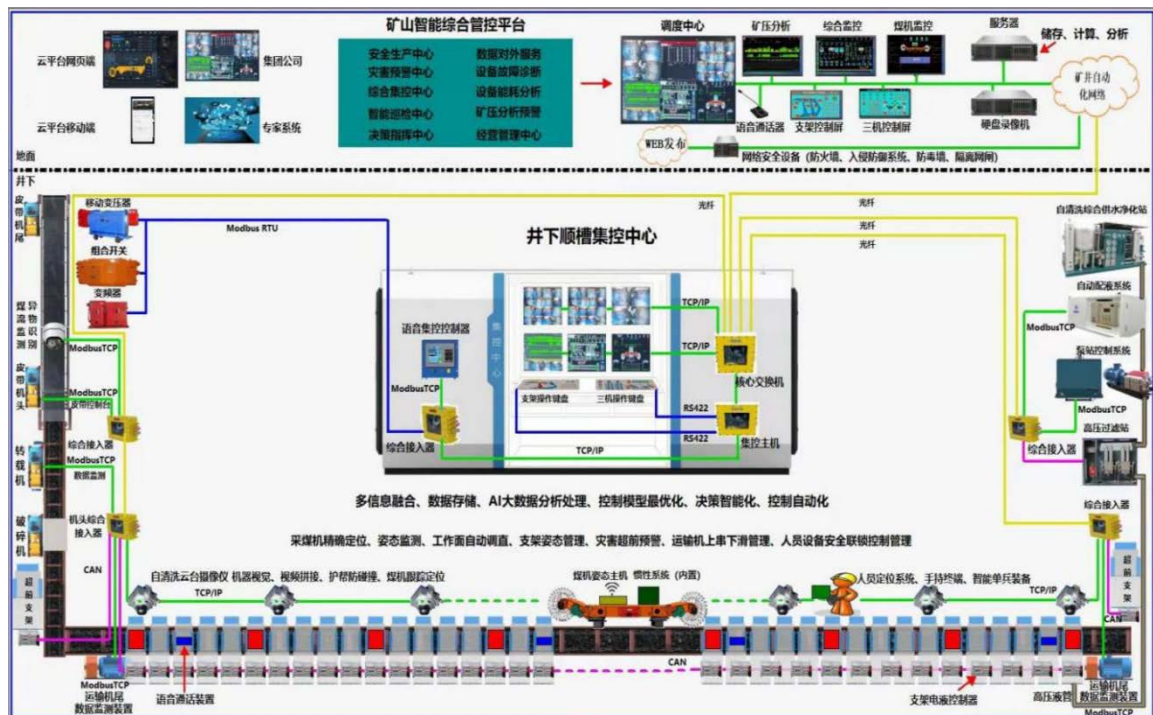 矿山智能综合管控平台
安全生产中心 数据对外服务
灾害预警中心 设备故障诊断
综合集控中心 设备能耗分析
智能巡检中心 矿压分析预警
决策指挥中心 经营管理中心
云平台网页端
集团公司
云平台移动端
专家系统
地面
调度中心
矿压分析
综合监控
煤机监控
服务器
储存、计算、分析
矿井自动
化网络
语音通话器
支架控制屏
三机控制屏
硬盘录像机
WEB发布
网络安全设备（防火墙、入侵防御系统、防毒墙、隔离网闸）
井下
皮带机尾
移动变压器
组合开关
变频器
Modbus RTU
光纤
光纤
光纤
光纤
井下顺槽集控中心
自清洗综合供水净化站
自动配液系统
ModbusTCP
泵站控制系统
ModbusTCP
高压过滤站
综合接入器
煤流监测
异物识别
ModbusTCP
皮带机头
ModbusTCP
皮带控制台
综合接入器
语音集控控制器
ModbusTCP
综合接入器
集控中心
TCP/IP
TCP/IP
核心交换机
支架操作键盘
三机操作键盘
RS422
RS422
集控主机
TCP/IP
转载机
ModbusTCP
数据监测
破碎机
机头综合
接入器
CAN
超前支架
综合接入器
CAN
超前支架
多信息融合、数据存储、AI大数据分析处理、控制模型最优化、决策智能化、控制自动化
采煤机精确定位、姿态监测、工作面自动调直、支架姿态管理、灾害超前预警、运输机上串下滑管理、人员设备安全联锁控制管理
自清洗云台摄像仪 机器视觉、视频拼接、护帮防碰撞、煤机跟踪定位
TCP/IP
煤机姿态主机
惯性系统（内置）
人员定位系统、手持终端、智能单兵装备
TCP/IP
CAN
CAN
ModbusTCP
运输机尾
数据监测装置
语音通话装置
支架电液控制器
高压液管
运输机尾
数据监测装置
ModbusTCP